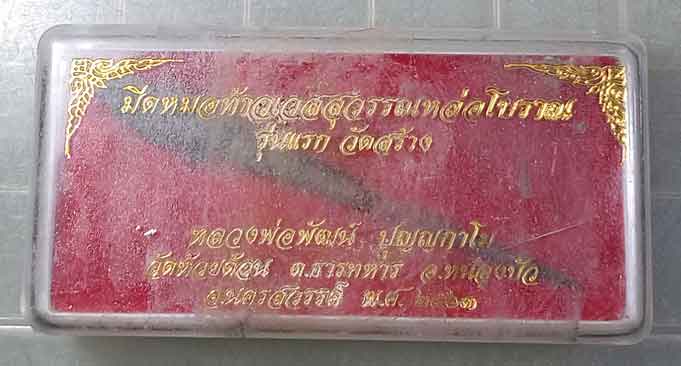 มีดหมอท้าวเวสสุวรรณหล่อโบราณ
รุ่นแรก วัดสร้าง
หลวงพ่อพัฒน์ ปุญญกาโม
วัดห้วยด้วน ต.ธารทหาร อ.หนองบัว
จ.นครสวรรค์ พ.ศ. ๒๕๖๓